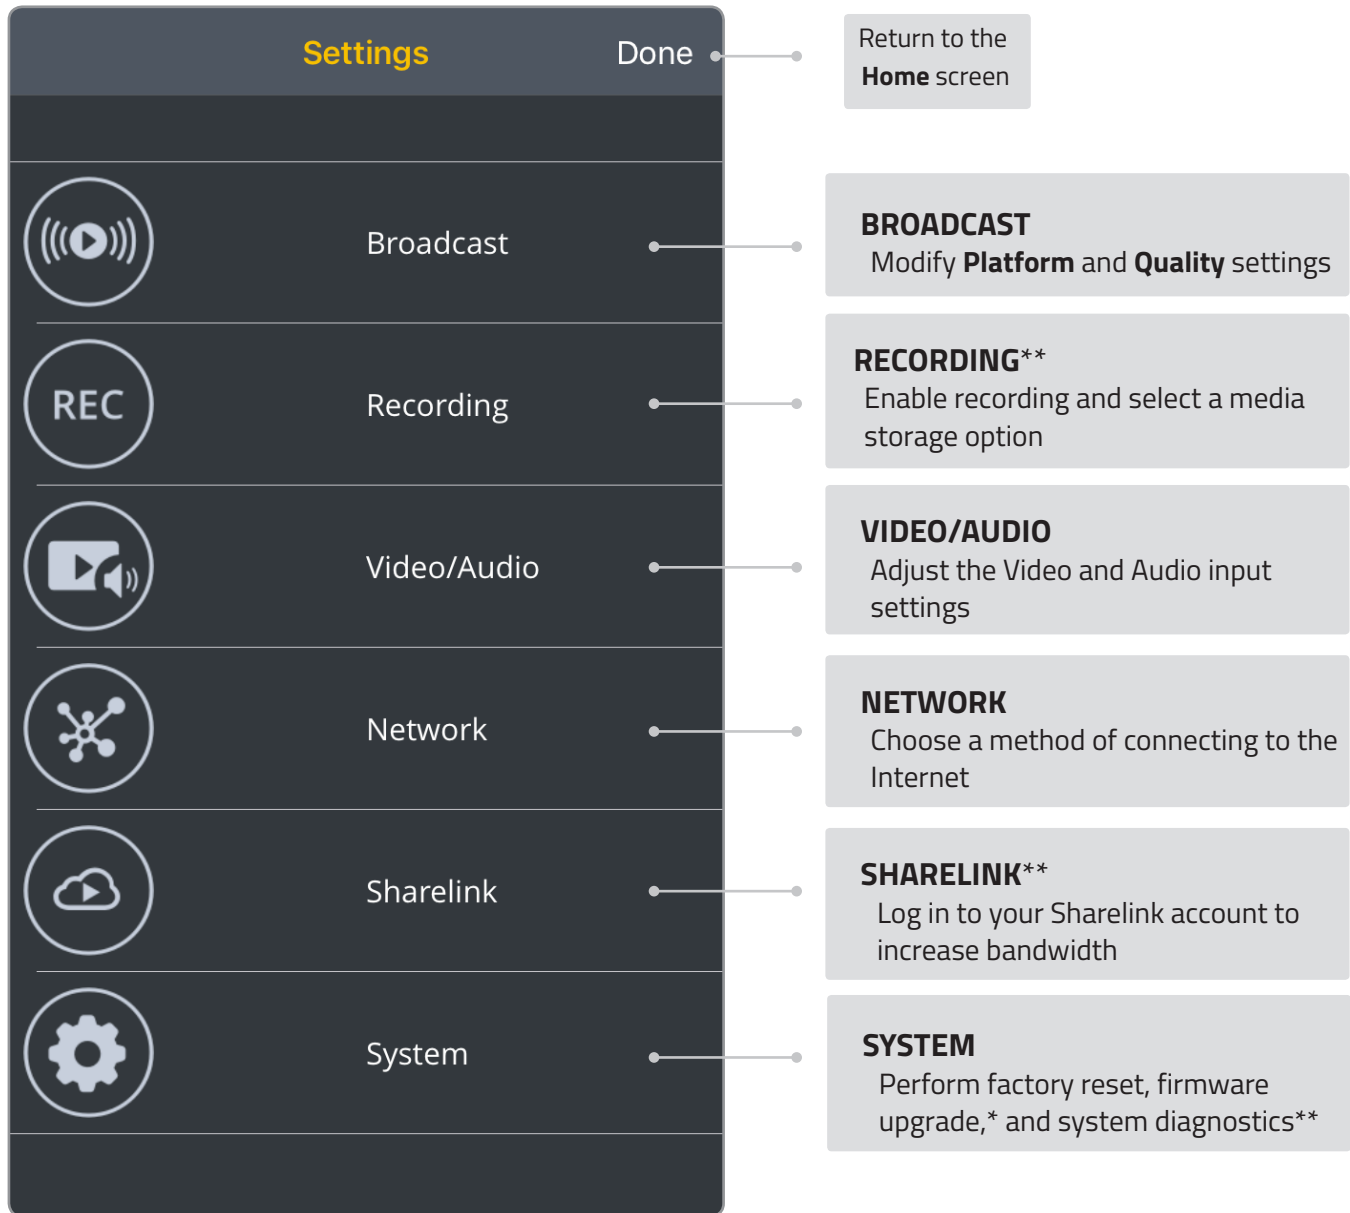 Settings
Done
Return to the
Home screen
Broadcast
BROADCAST
Modify Platform and Quality settings
REC
Recording
RECORDING**
Enable recording and select a media
storage option
Video/Audio
VIDEO/AUDIO
Adjust the Video and Audio input
settings
Network
NETWORK
Choose a method of connecting to the
Internet
Sharelink
SHARELINK**
Log in to your Sharelink account to
increase bandwidth
System
SYSTEM
Perform factory reset, firmware
upgrade,* and system diagnostics**